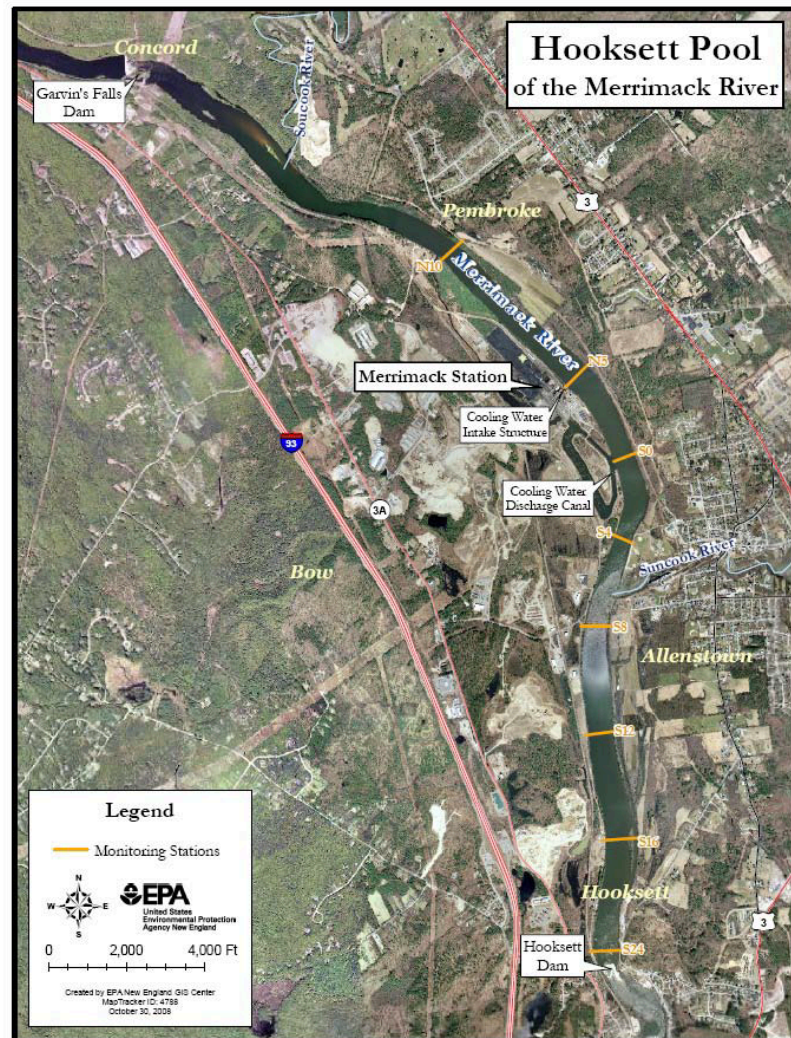 Hooksett Pool
of the Merrimack River
Concord
Garvin's Falls
Dam
Soucook River
3
Pembroke
N10
Merrimack River
N5
Merrimack Station
Cooling Water
Intake Structure
S0
93
Cooling Water
Discharge Canal
3A
S4
Suncook River
Bow
S8
Allenstown
S12
S16
Hooksett
S24
Hooksett
Dam
3
Legend
Monitoring Stations
N
W
E
S
EPA
United States
Environmental Protection
Agency New England
0 2,000 4,000 Ft
Created by EPA New England GIS Center
MapTracker ID: 4788
October 30, 2008